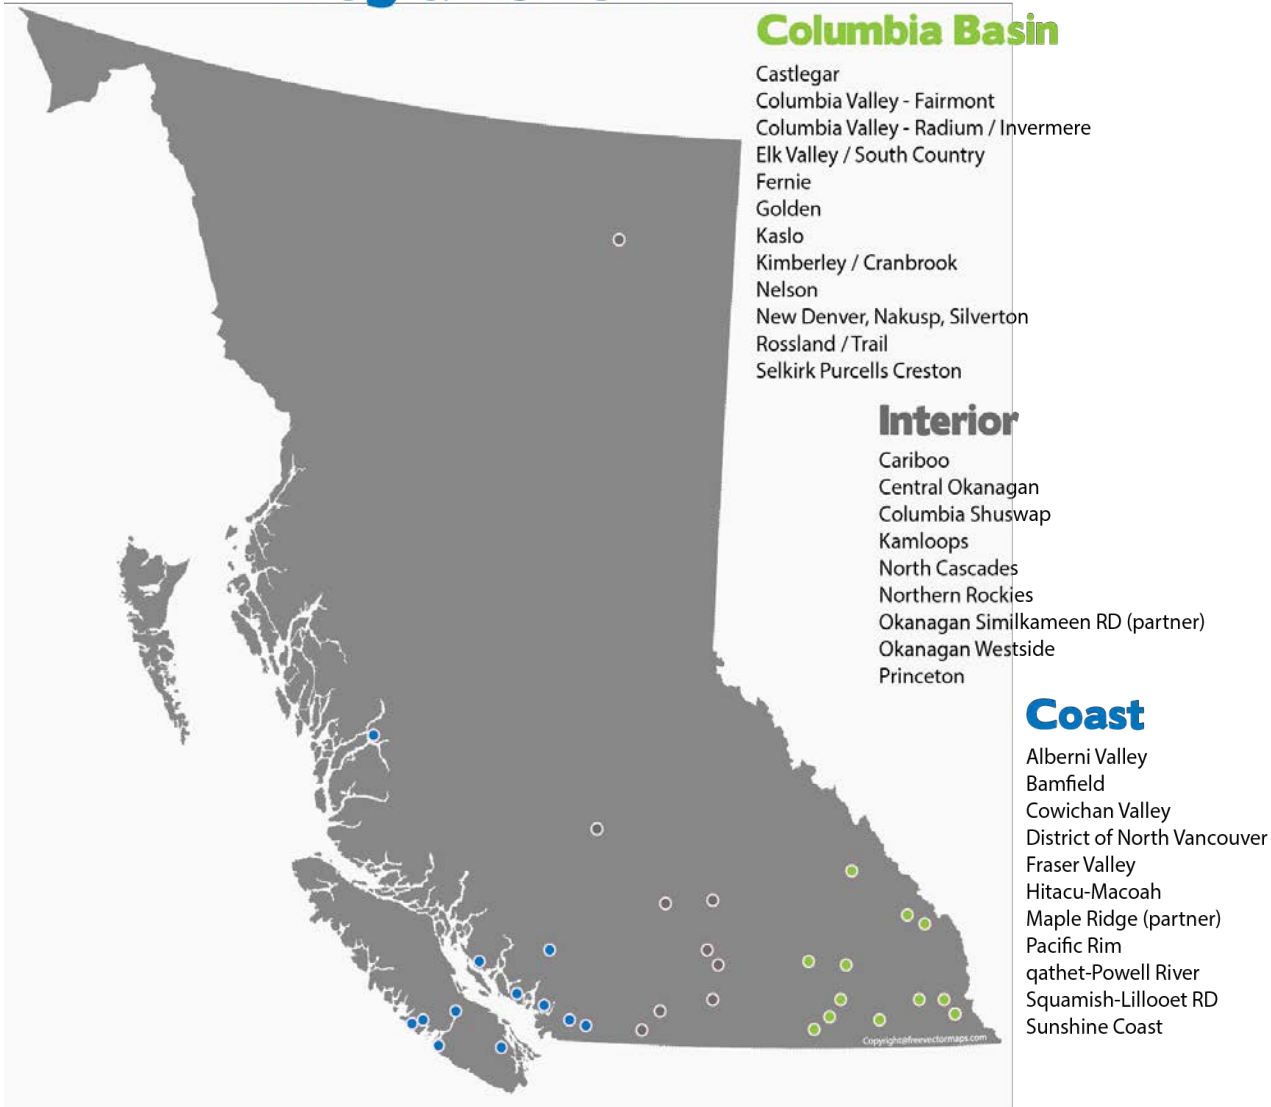 Columbia Basin
Castlegar
Columbia Valley - Fairmont
Columbia Valley - Radium / Invermere
Elk Valley / South Country
Fernie
Golden
Kaslo
Kimberley / Cranbrook
Nelson
New Denver, Nakusp, Silverton
Rossland / Trail
Selkirk Purcells Creston
Interior
Cariboo
Central Okanagan
Columbia Shuswap
Kamloops
North Cascades
Northern Rockies
Okanagan Similkameen RD (partner)
Okanagan Westside
Princeton
Coast
Alberni Valley
Bamfield
Cowichan Valley
District of North Vancouver
Fraser Valley
Hitacu-Macoah
Maple Ridge (partner)
Pacific Rim
qathet-Powell River
Squamish-Lillooet RD
Sunshine Coast
Copyright@freevectormaps.com